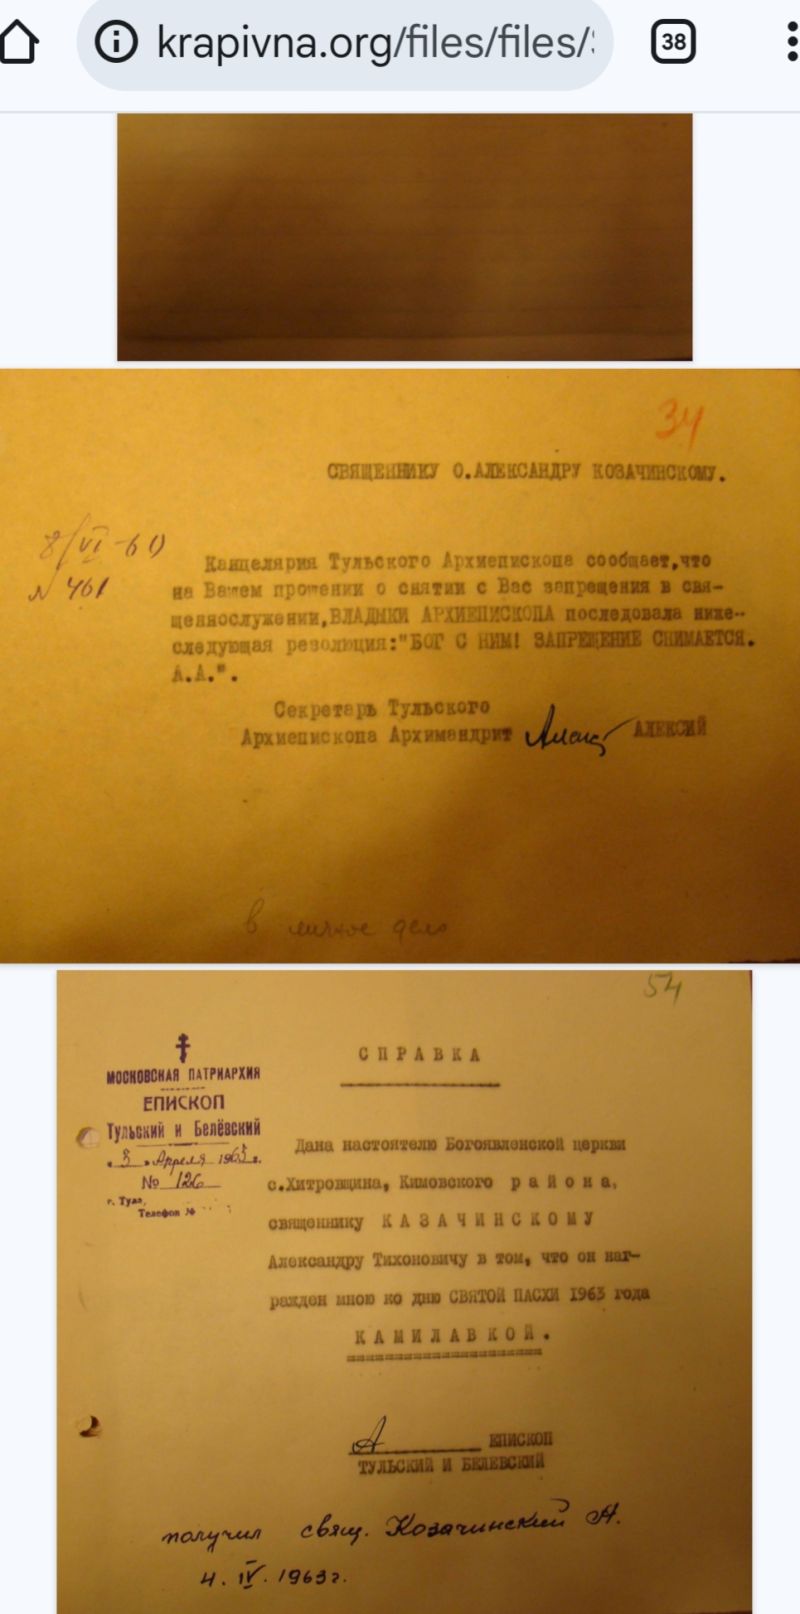 krapivna.org/files/files/
38
34
СВЯЩЕННИКУ О.АЛЕКСАНДРУ КОЗАЧИНСКОМУ.
8/VI-60
N 461
Канцелярия Тульского Архиепископа сообщает,что
на Вашем прошении о снятии с Вас запрещения в свя-
щеннослужении,ВЛАДЫКИ АРХИЕПИСКОПА последовала ниже-
следующая резолюция:"БОГ С НИМ! ЗАПРЕЩЕНИЕ СНИМАЕТСЯ.
А.А.".
Секретарь Тульского
Архиепископа Архимандрит АЛЕКСИЙ
в личное дело
54
СПРАВКА
МОСКОВСКАЯ ПАТРИАРХИЯ
ЕПИСКОП
Тульский и Белёвский
"3" Апреля 1963г.
№ 126
г. Тула,
Телефон №
Дана настоятелю Богоявленской церкви
с.Хитровщина, Кимовского района,
священнику КАЗАЧИНСКОМУ
Александру Тихоновичу в том, что он наг-
ражден мною ко дню СВЯТОЙ ПАСХИ 1963 года
КАМИЛАВКОЙ.
А ЕПИСКОП
ТУЛЬСКИЙ И БЕЛЕВСКИЙ
получил свящ. Козачинский А.
4. IV. 1963г.